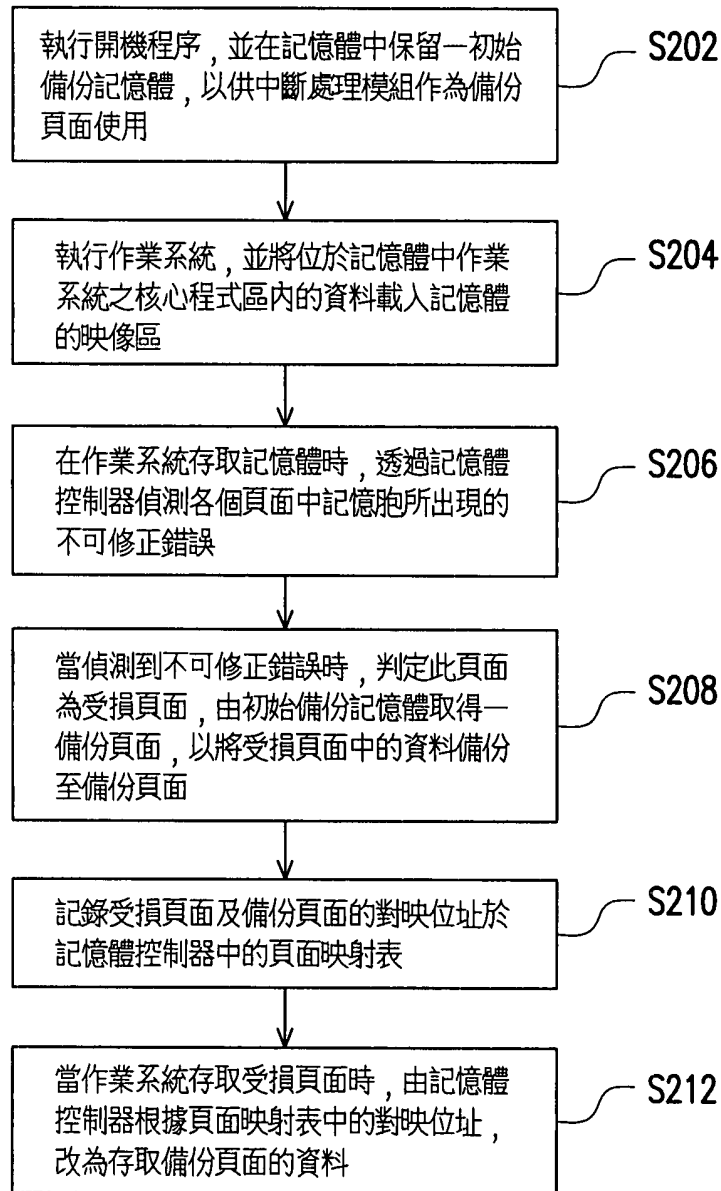 執行開機程序，並在記憶體中保留一初始
備份記憶體，以供中斷處理模組作為備份
頁面使用
S202
執行作業系統，並將位於記憶體中作業
系統之核心程式區內的資料載入記憶體
的映像區
S204
在作業系統存取記憶體時，透過記憶體
控制器偵測各個頁面中記憶胞所出現的
不可修正錯誤
S206
當偵測到不可修正錯誤時，判定此頁面
為受損頁面，由初始備份記憶體取得一
備份頁面，以將受損頁面中的資料備份
至備份頁面
S208
記錄受損頁面及備份頁面的對映位址於
記憶體控制器中的頁面映射表
S210
當作業系統存取受損頁面時，由記憶體
控制器根據頁面映射表中的對映位址，
改為存取備份頁面的資料
S212